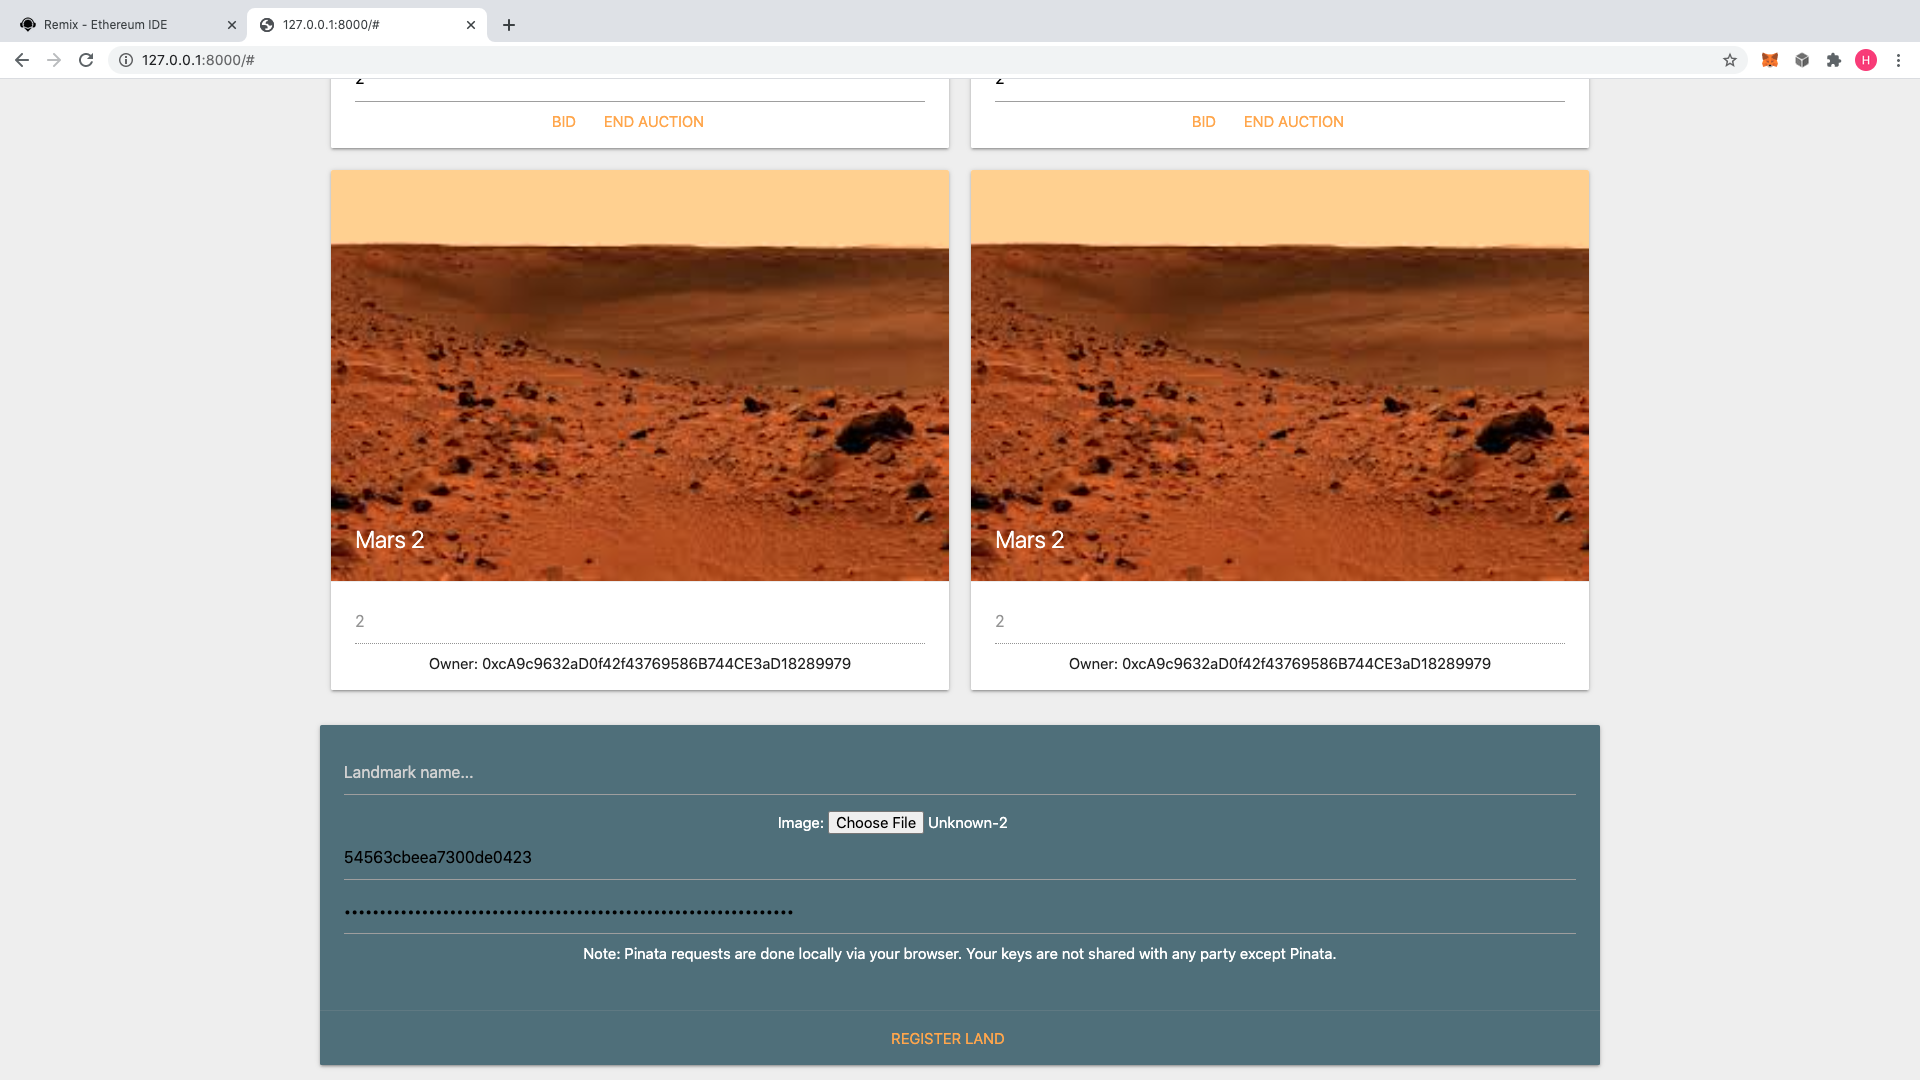 Remix - Ethereum IDE
127.0.0.1:8000/#
127.0.0.1:8000/#
H
2
2
BID END AUCTION
BID END AUCTION
Mars 2
Mars 2
2
2
Owner: 0xcA9c9632aD0f42f43769586B744CE3aD18289979
Owner: 0xcA9c9632aD0f42f43769586B744CE3aD18289979
Landmark name...
Image: Choose File Unknown-2
54563cbeea7300de0423
Note: Pinata requests are done locally via your browser. Your keys are not shared with any party except Pinata.
REGISTER LAND